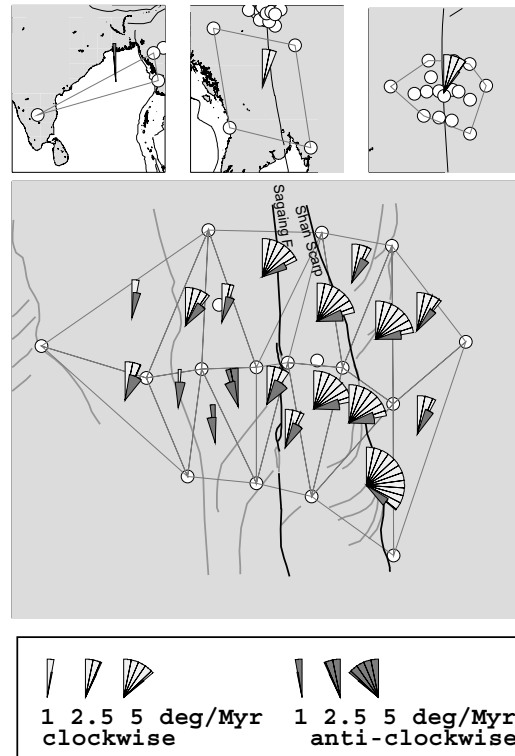 Sagaing F.
Shan Scarp
1 2.5 5 deg/Myr
clockwise
1 2.5 5 deg/Myr
anti-clockwise